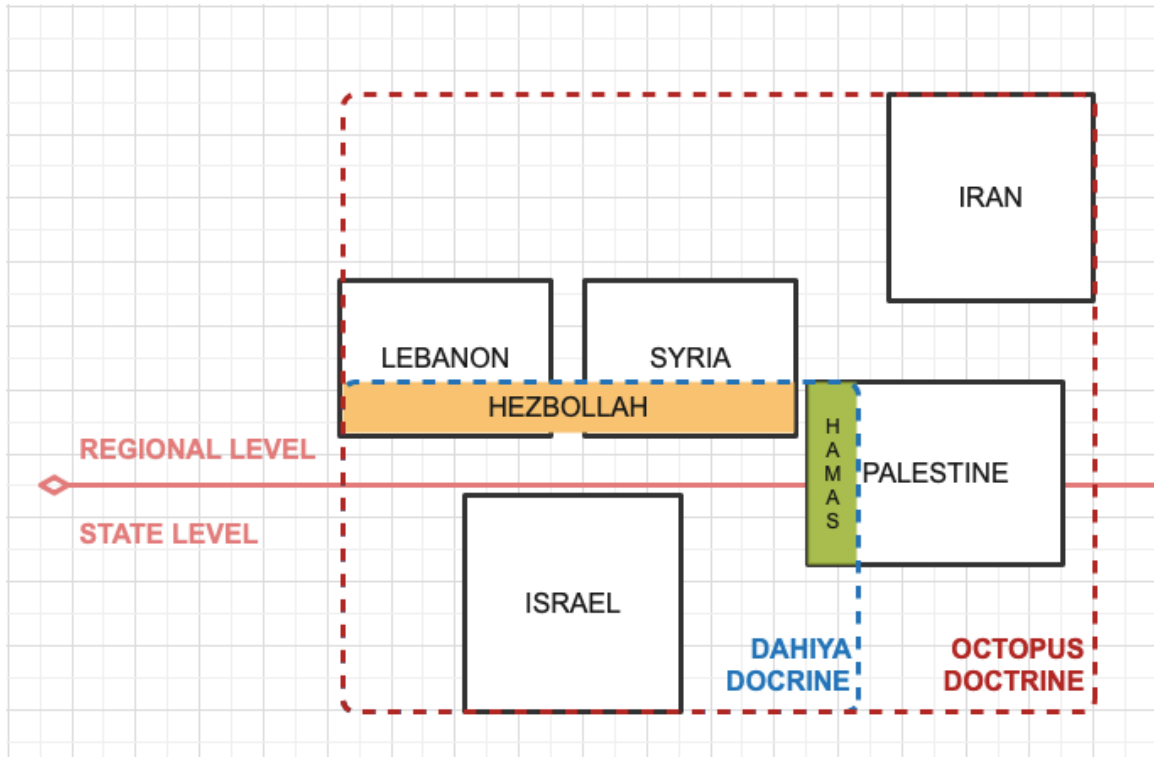 IRAN
LEBANON
SYRIA
HEZBOLLAH
H
A
M
A
S
PALESTINE
REGIONAL LEVEL
STATE LEVEL
ISRAEL
DAHIYA
DOCRINE
OCTOPUS
DOCTRINE